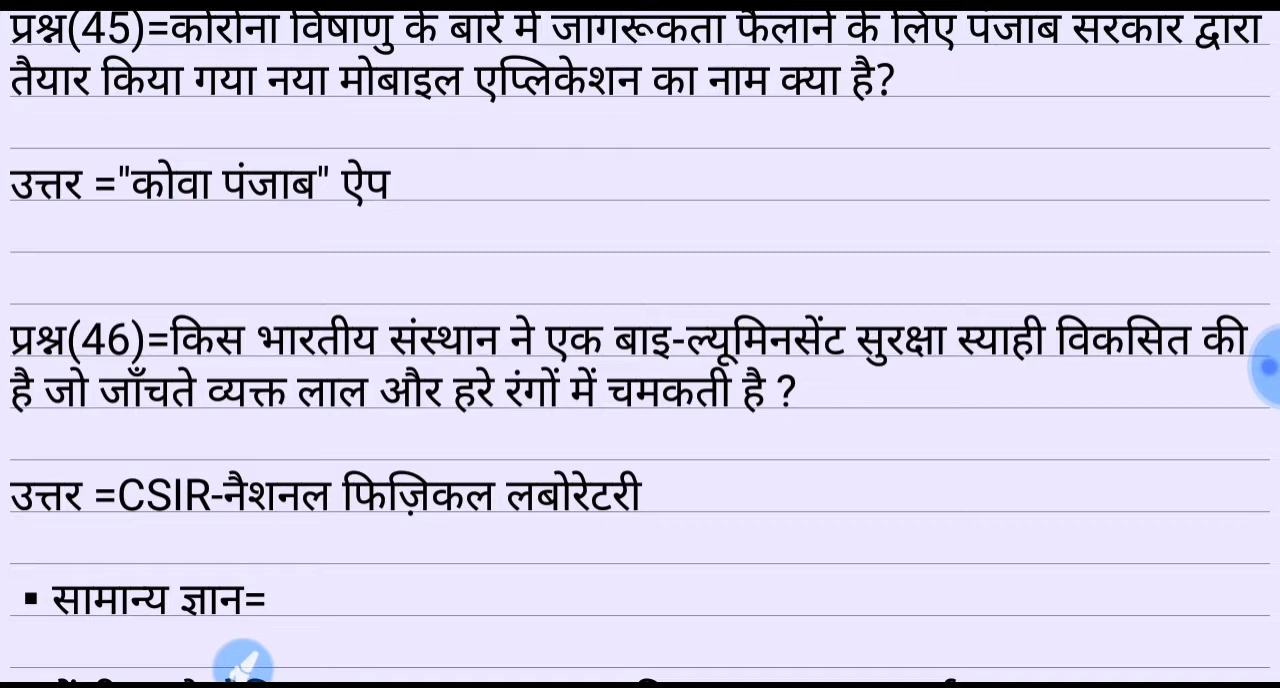 प्रश्न(45)=कोरोना विषाणु के बारे में जागरूकता फैलाने के लिए पंजाब सरकार द्वारा
तैयार किया गया नया मोबाइल एप्लिकेशन का नाम क्या है?
उत्तर ="कोवा पंजाब" ऐप
प्रश्न(46)=किस भारतीय संस्थान ने एक बाइ-ल्यूमिनसेंट सुरक्षा स्याही विकसित की
है जो जाँचते व्यक्त लाल और हरे रंगों में चमकती है ?
उत्तर =CSIR-नैशनल फिज़िकल लबोरेटरी
▪ सामान्य ज्ञान=